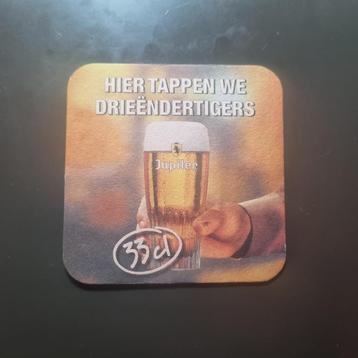 HIER TAPPEN WE
DRIEËNDERTIGERS
Jupiler
33cl